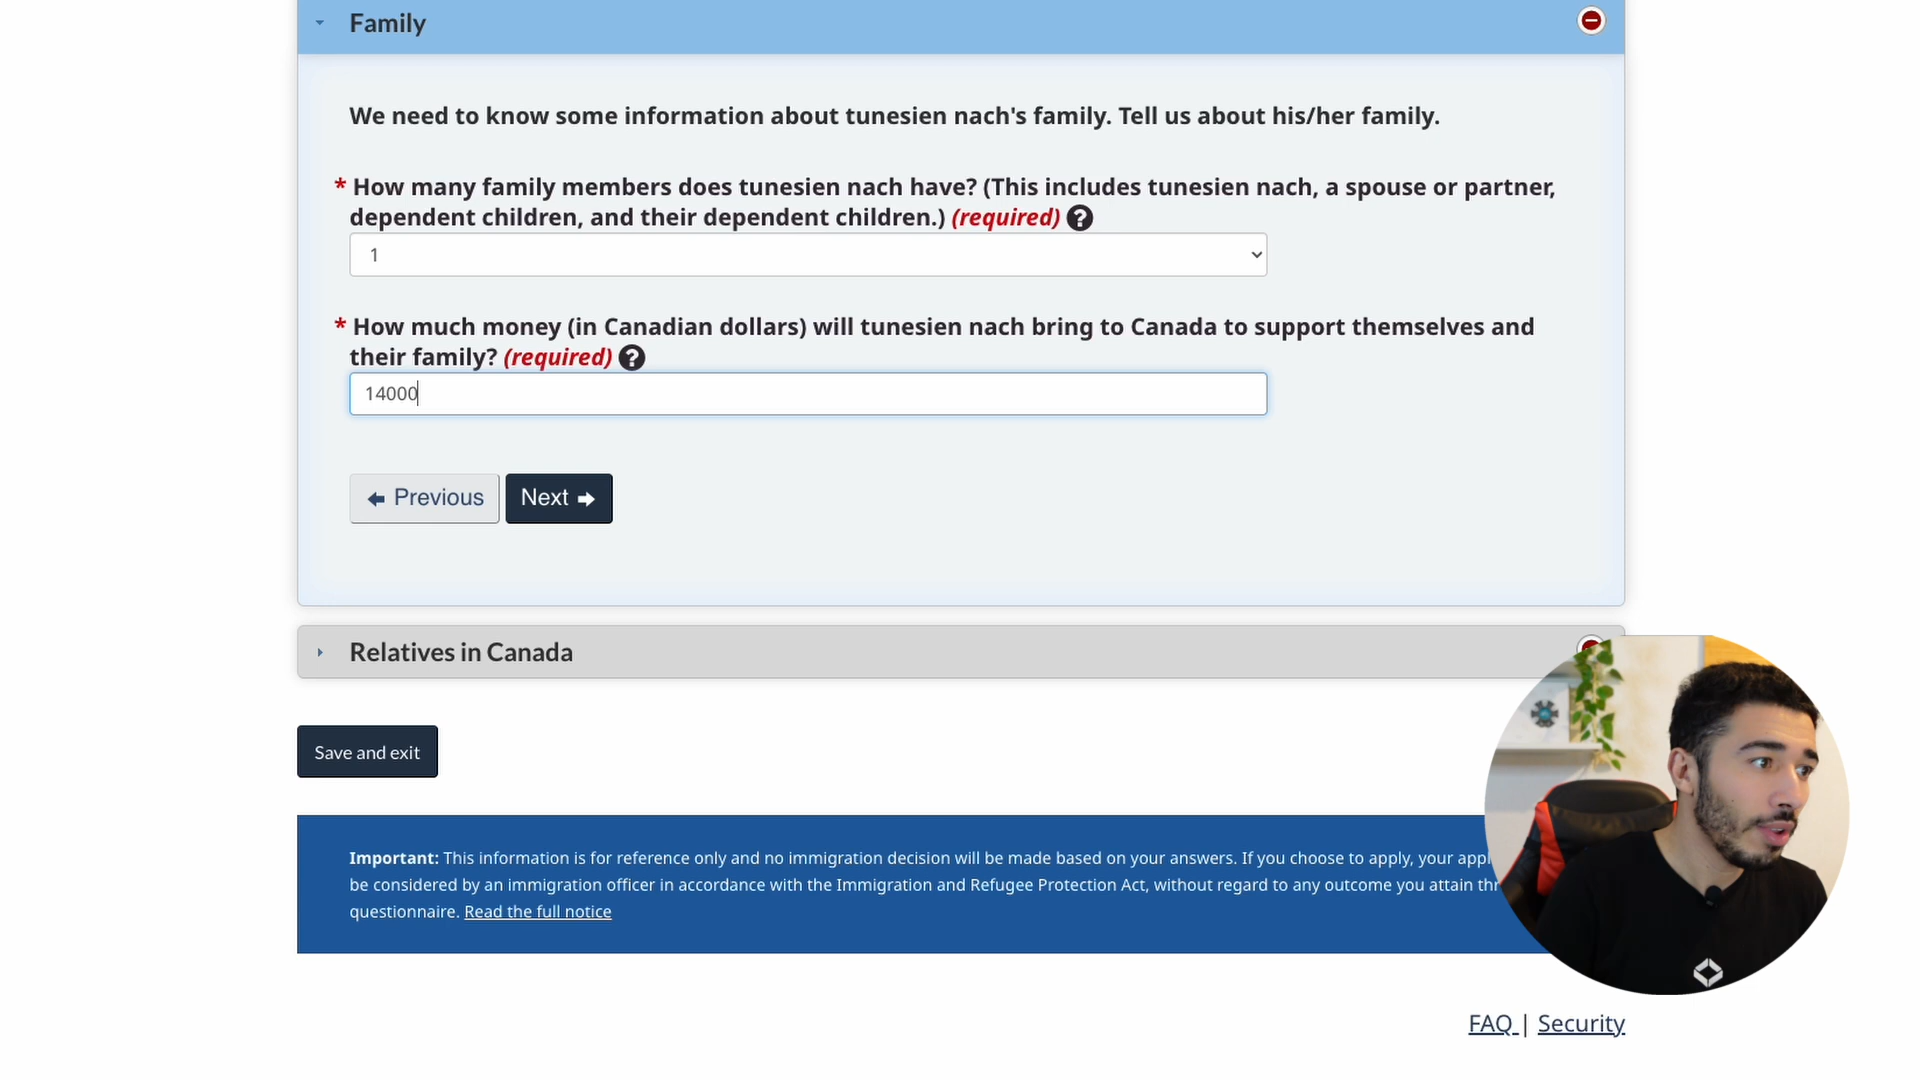 Family
We need to know some information about tunesien nach's family. Tell us about his/her family.
* How many family members does tunesien nach have? (This includes tunesien nach, a spouse or partner,
dependent children, and their dependent children.) (required) ?
1
* How much money (in Canadian dollars) will tunesien nach bring to Canada to support themselves and
their family? (required) ?
14000
Previous Next
Relatives in Canada
Save and exit
Important: This information is for reference only and no immigration decision will be made based on your answers. If you choose to apply, your
be considered by an immigration officer in accordance with the Immigration and Refugee Protection Act, without regard to any outcome you attain
questionnaire. Read the full notice
FAQ | Security